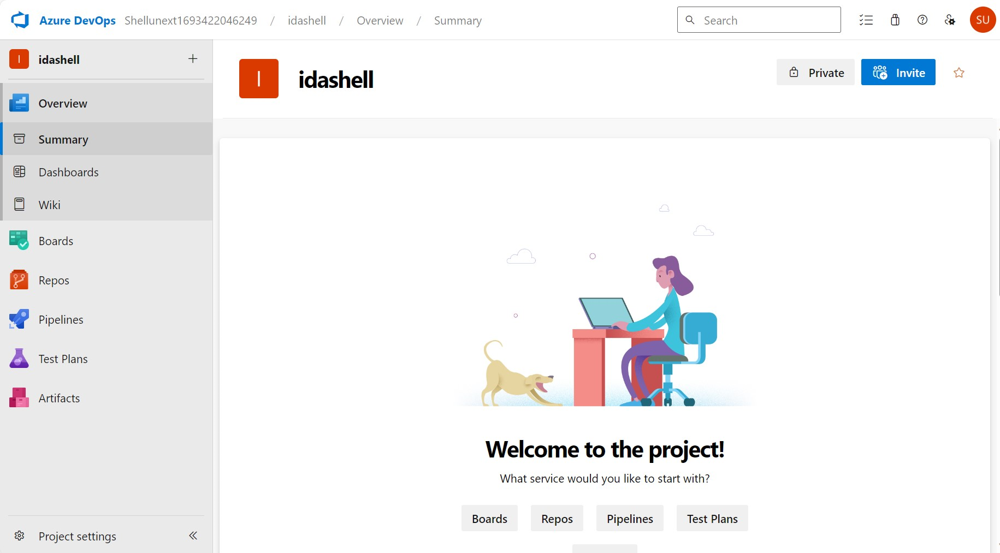 Azure DevOps Shellunext1693422046249 / idashell / Overview / Summary
Search
SU
I idashell
Overview
Summary
Dashboards
Wiki
Boards
Repos
Pipelines
Test Plans
Artifacts
Project settings
I idashell
Private
Invite
Welcome to the project!
What service would you like to start with?
Boards Repos Pipelines Test Plans